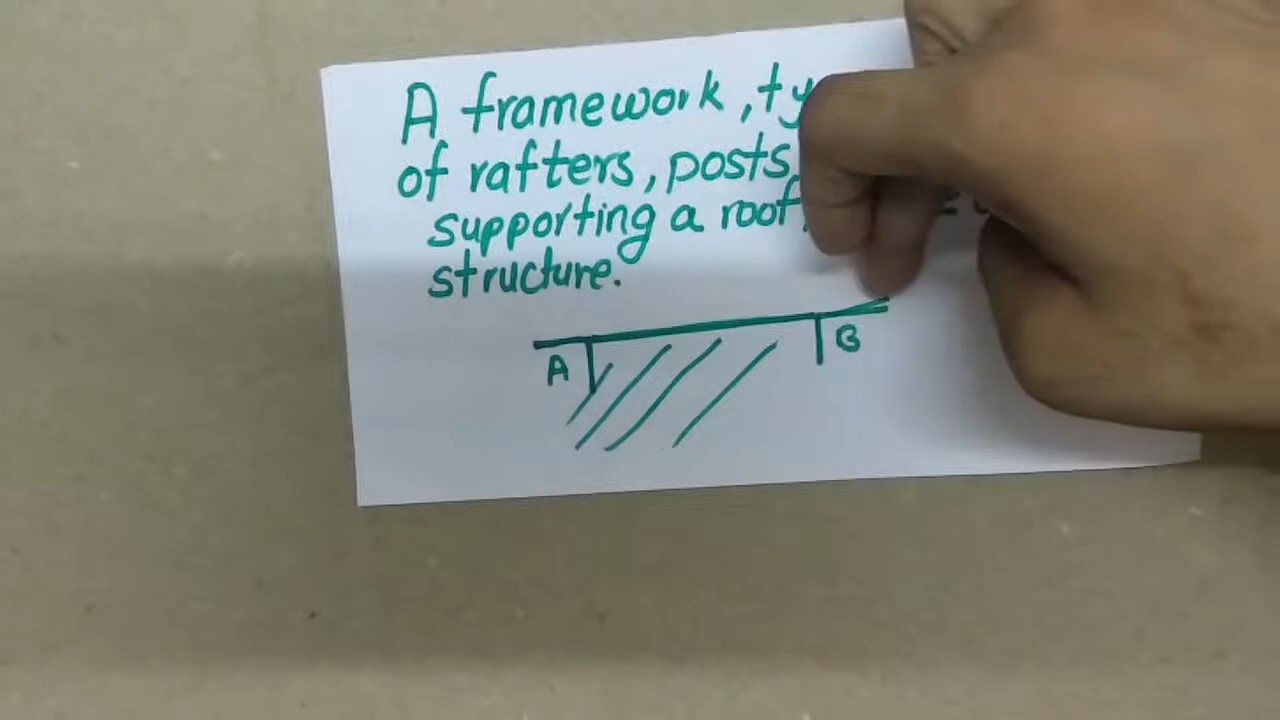 A framework, ty
of rafters, posts,
supporting a roof,
structure.
A B